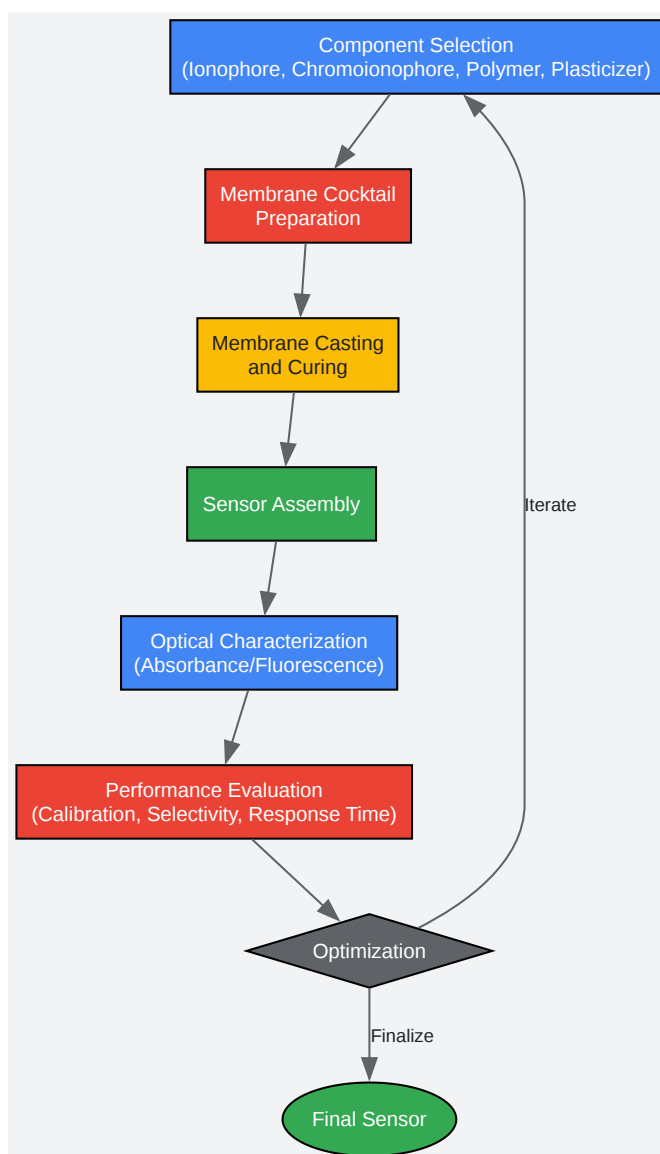 Component Selection
(Ionophore, Chromoionophore, Polymer, Plasticizer)
Membrane Cocktail
Preparation
Membrane Casting
and Curing
Sensor Assembly
Iterate
Optical Characterization
(Absorbance/Fluorescence)
Performance Evaluation
(Calibration, Selectivity, Response Time)
Optimization
Finalize
Final Sensor